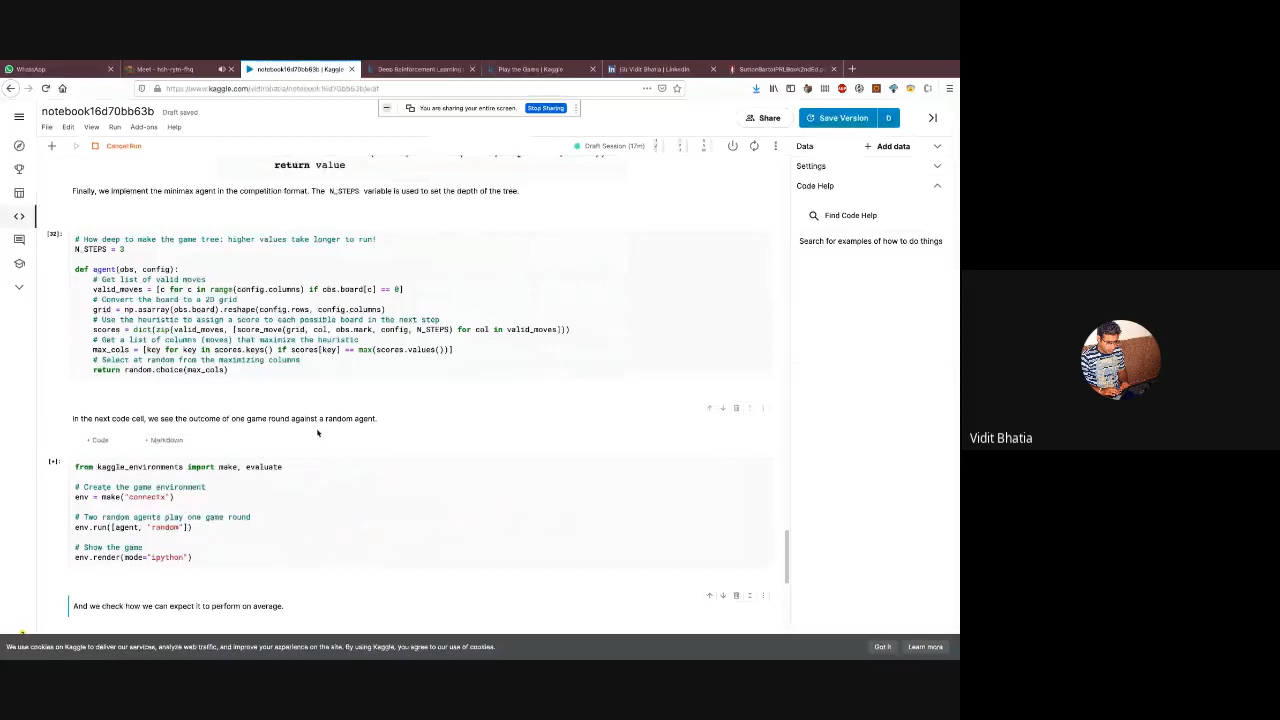 WhatsApp
Meet - hch-rytn-fhq
notebook16d70bb63b | Kaggle
Deep Reinforcement Learning
Play the Game | Kaggle
Vidit Bhatia | LinkedIn
SuttonBartoIPRLBook2ndEd.p
notebook16d70bb63b Draft saved
You are sharing your entire screen. Stop Sharing
Share
Save Version 0
File Edit View Run Add-ons Help
Cancel Run
Draft Session (17m)
Data
Add data
return value
Settings
Code Help
Finally, we implement the minimax agent in the competition format. The N_STEPS variable is used to set the depth of the tree.
Find Code Help
Search for examples of how to do things
[32]:
# How deep to make the game tree: higher values take longer to run!
N_STEPS = 3
def agent(obs, config):
# Get list of valid moves
valid_moves = [c for c in range(config.columns) if obs.board[c] == 0]
# Convert the board to a 2D grid
grid = np.asarray(obs.board).reshape(config.rows, config.columns)
# Use the heuristic to assign a score to each possible board in the next step
scores = dict(zip(valid_moves, [score_move(grid, col, obs.mark, config, N_STEPS) for col in valid_moves]))
# Get a list of columns (moves) that maximize the heuristic
max_cols = [key for key in scores.keys() if scores[key] == max(scores.values())]
# Select at random from the maximizing columns
return random.choice(max_cols)
In the next code cell, we see the outcome of one game round against a random agent.
+ Code + Markdown
[*]:
from kaggle_environments import make, evaluate
# Create the game environment
env = make("connectx")
# Two random agents play one game round
env.run([agent, "random"])
# Show the game
env.render(mode="ipython")
And we check how we can expect it to perform on average.
We use cookies on Kaggle to deliver our services, analyze web traffic, and improve your experience on the site. By using Kaggle, you agree to our use of cookies.
Got it
Learn more
Vidit Bhatia